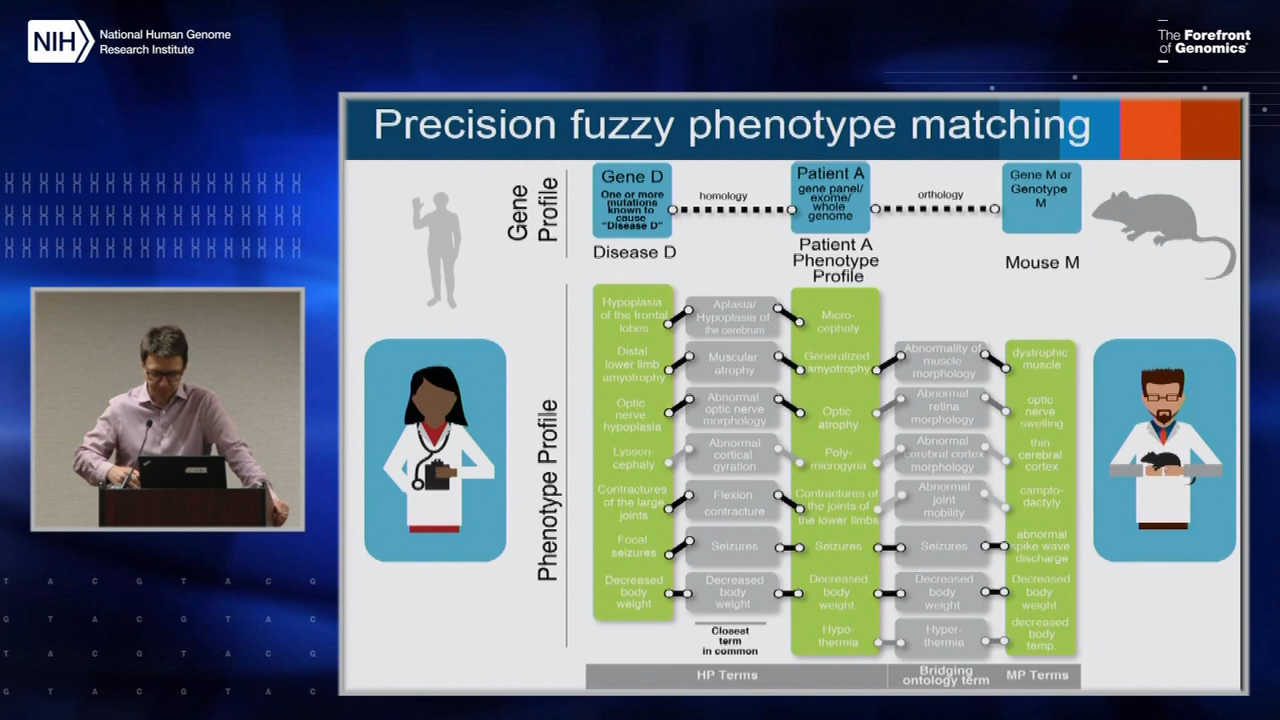 NIH
National Human Genome
Research Institute
The Forefront
of Genomics
Precision fuzzy phenotype matching
Gene
Profile
Gene D
One or more
mutations
known to
cause
"Disease D"
homology
Patient A
gene panel/
exome/
whole
genome
orthology
Gene M or
Genotype
M
Disease D
Patient A
Phenotype
Profile
Mouse M
Phenotype Profile
Hypoplasia
of the frontal
lobes
Aplasia/
Hypoplasia of
the cerebrum
Micro-
cephaly
Distal
lower limb
amyotrophy
Muscular
atrophy
Generalized
amyotrophy
Abnormality of
muscle
morphology
dystrophic
muscle
Optic
nerve
hypoplasia
Abnormal
optic nerve
morphology
Optic
atrophy
Abnormal
retina
morphology
optic
nerve
swelling
Lyssen-
cephaly
Abnormal
cortical
gyration
Poly-
microgyria
Abnormal
cerebral cortex
morphology
thin
cerebral
cortex
Contractures
of the large
joints
Flexion
contracture
Contractures of
the joints of
the lower limbs
Abnormal
joint
mobility
campto-
dactyly
Focal
seizures
Seizures
Seizures
Seizures
abnormal
spike wave
discharge
Decreased
body
weight
Decreased
body
weight
Decreased
body
weight
Decreased
body
weight
Decreased
body
weight
Closest
term
in common
Hypo-
thermia
Hyper-
thermia
decreased
body
temp.
HP Terms
Bridging
ontology term
MP Terms
T A C G T A C G
G T A C G T A C
T A C G T A C G
G T A C G T A C